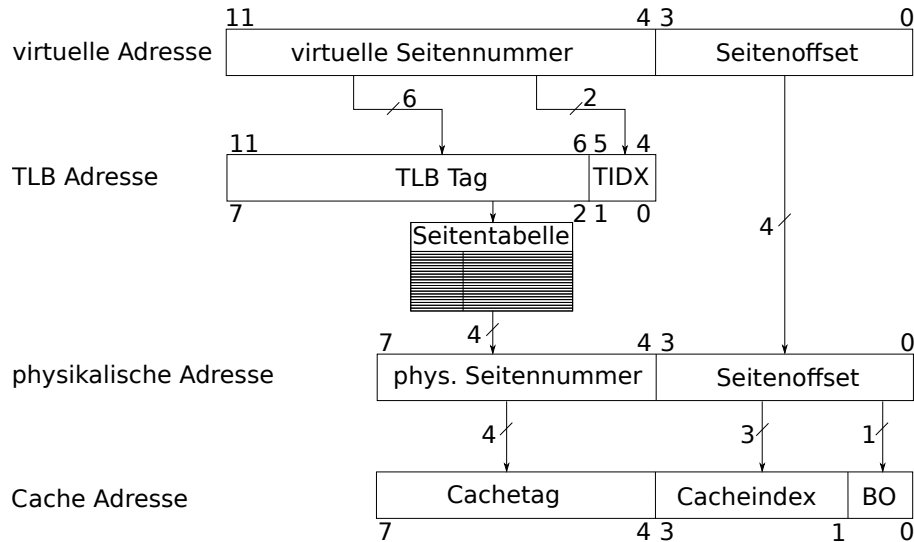 11 4 3 0
virtuelle Adresse virtuelle Seitennummer Seitenoffset
6 2
11 6 5 4
TLB Adresse TLB Tag TIDX
7 2 1 0
4
Seitentabelle
4
7 4 3 0
physikalische Adresse phys. Seitennummer Seitenoffset
4 3 1
Cache Adresse Cachetag Cacheindex BO
7 4 3 1 0